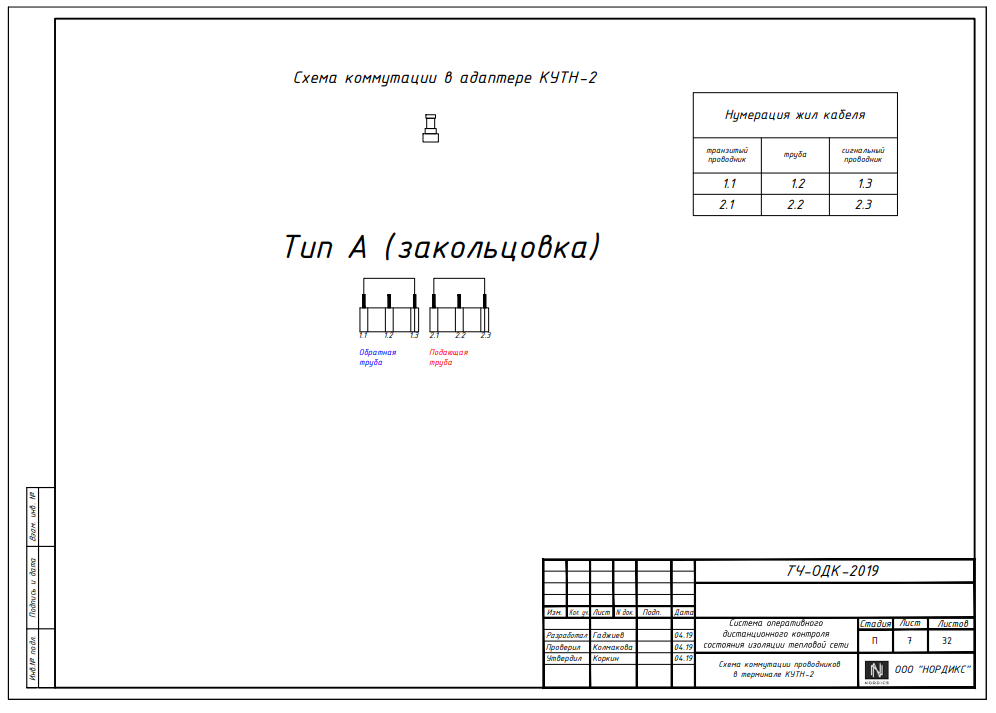 Схема коммутации в адаптере КУТН-2
Нумерация жил кабеля
транзитый проводник
труба
сигнальный проводник
1.1 1.2 1.3
2.1 2.2 2.3
Тип А (закольцовка)
1.1 1.2 1.3 2.1 2.2 2.3
Обратная труба
Подающая труба
Взам. инв. №
Подпись и дата
Инв.№ подл.
ТЧ-ОДК-2019
Изм. Кол. уч. Лист N док. Подп. Дата
Разработал Гаджиев 04.19
Проверил Колмакова 04.19
Утвердил Коркин 04.19
Система оперативного
дистанционного контроля
состояния изоляции тепловой сети
Стадия Лист Листов
П 7 32
Схема коммутации проводников
в терминале КУТН-2
NORDICS
ООО "НОРДИКС"